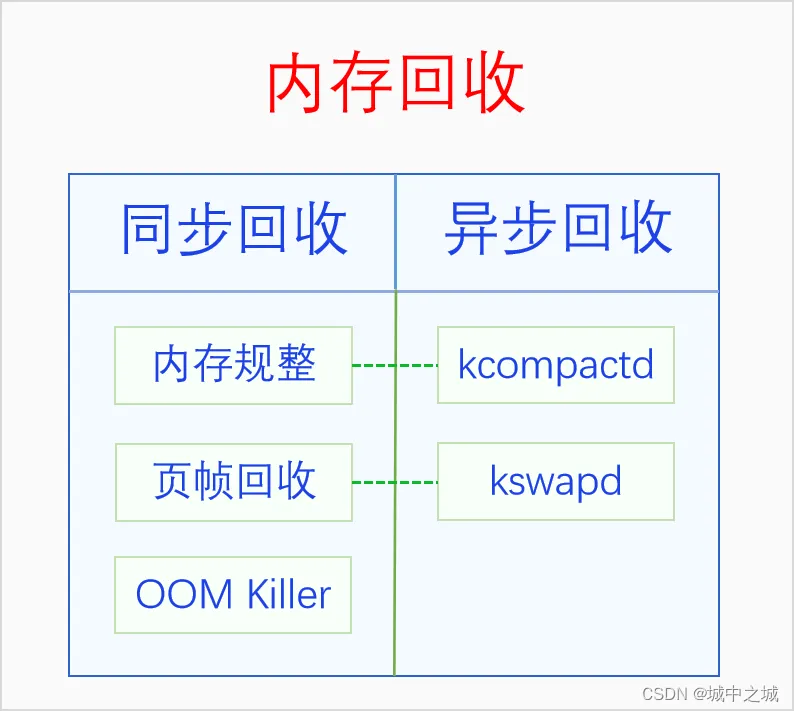 内存回收
同步回收
异步回收
内存规整
kcompactd
页帧回收
kswapd
OOM Killer
CSDN @城中之城